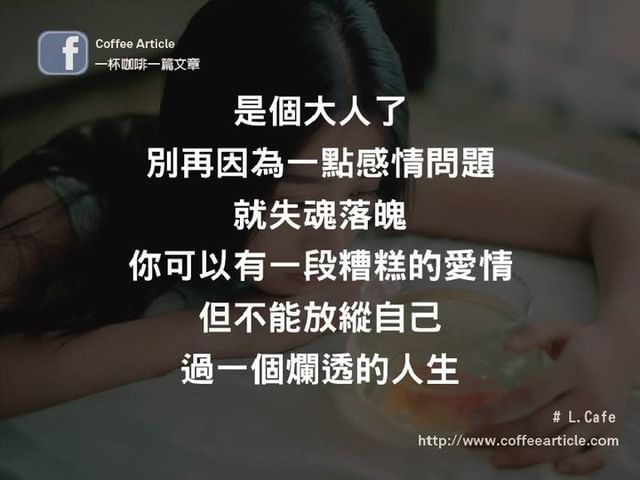 f
Coffee Article
一杯咖啡一篇文章
是個大人了
別再因為一點感情問題
就失魂落魄
你可以有一段糟糕的愛情
但不能放縱自己
過一個爛透的人生
# L.Cafe
http://www.coffeearticle.com